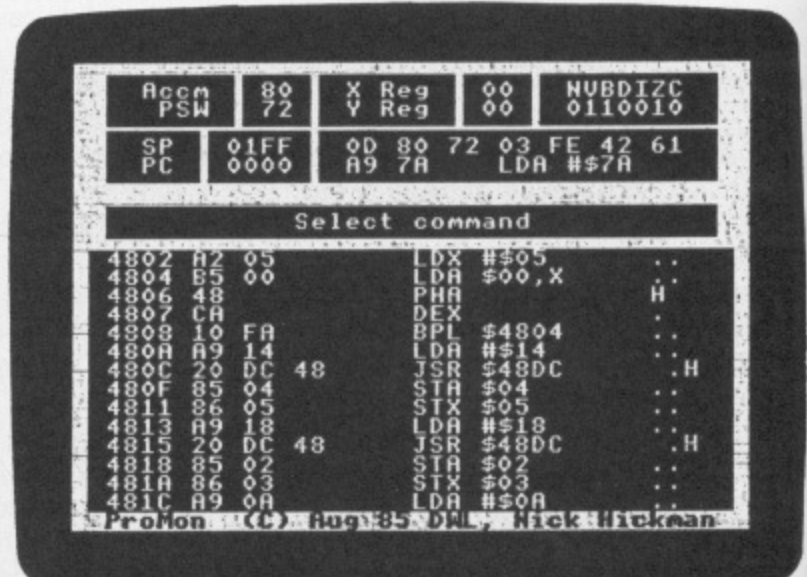 Accm 80 X Reg 00 NVBDIZC
PSW 72 Y Reg 00 0110010
SP 01FF 0D 80 72 03 FE 42 61
PC 0000 A9 7A LDA #$7A
Select command
4802 A2 05 LDX #$05 ..
4804 B5 00 LDA $00,X ..
4806 48 PHA H
4807 CA DEX .
4808 10 FA BPL $4804 ..
480A A9 14 LDA #$14 ..
480C 20 DC 48 JSR $48DC .H
480F 85 04 STA $04 ..
4811 86 05 STX $05 ..
4813 A9 18 LDA #$18 ..
4815 20 DC 48 JSR $48DC .H
4818 85 02 STA $02 ..
481A 86 03 STX $03 ..
481C A9 0A LDA #$0A ..
ProMon (C) Aug 85 DWL, Nick Hickman